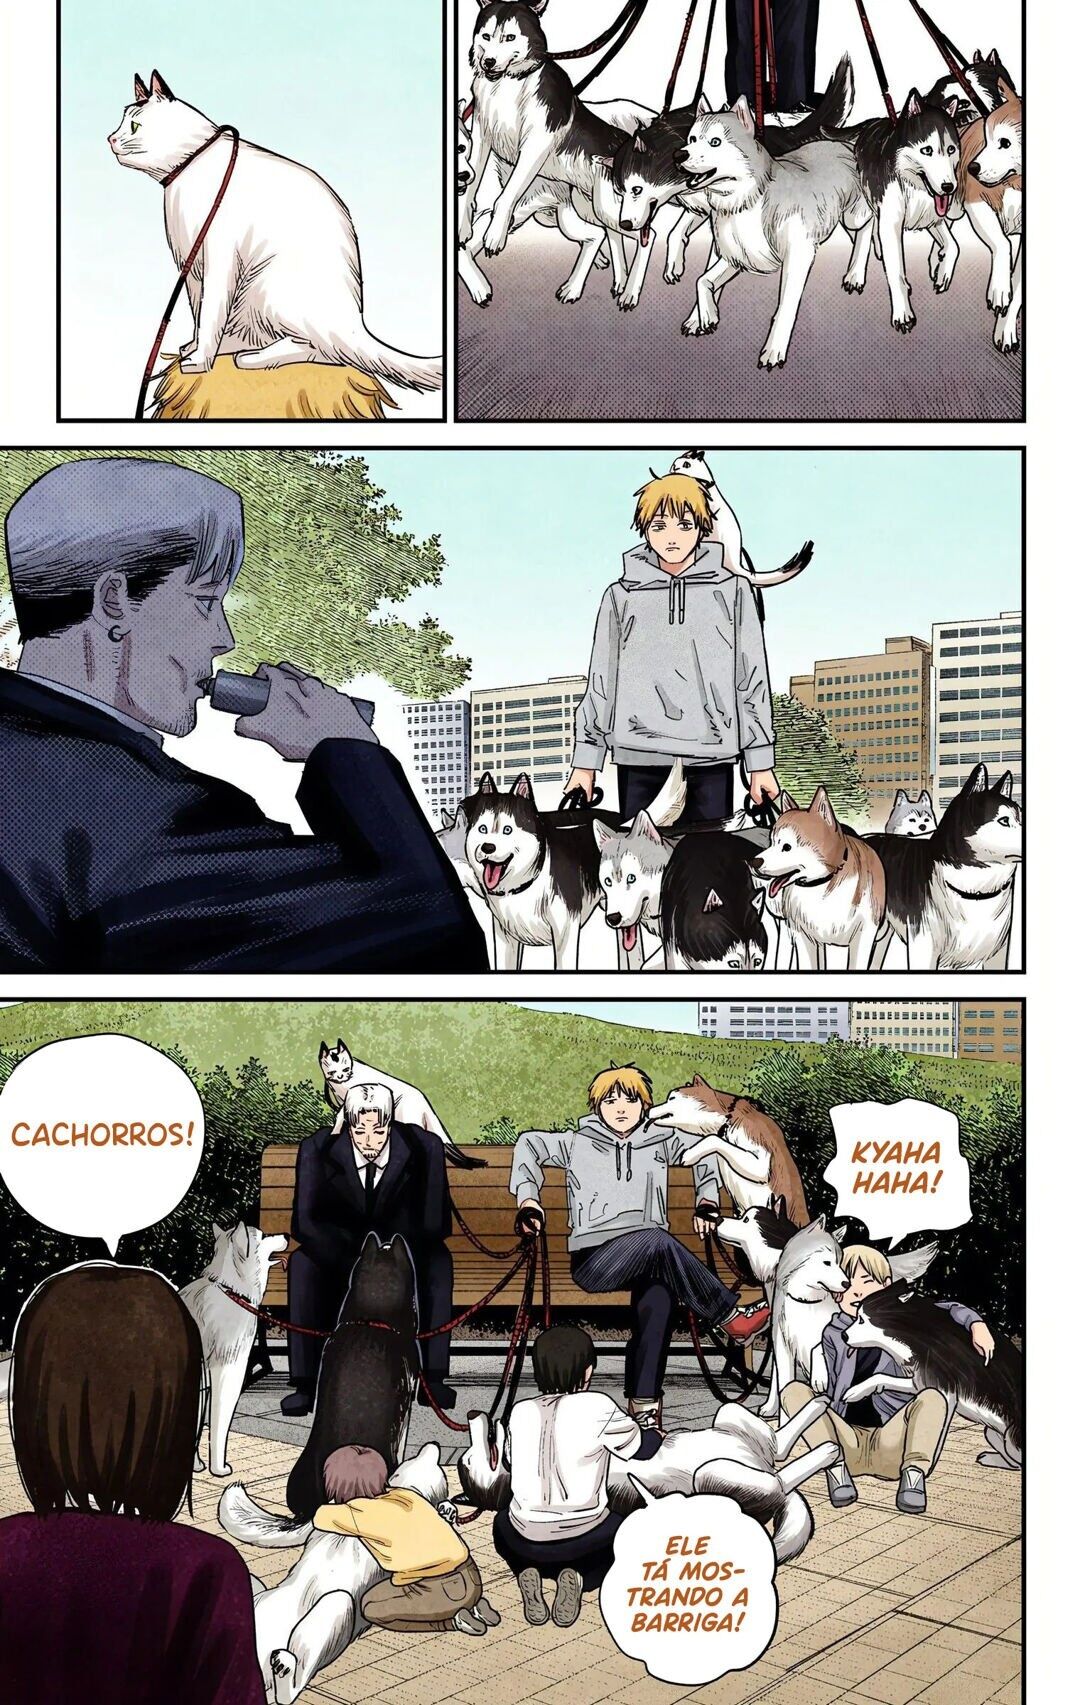 CACHORROS!
KYAHA
HAHA!
ELE
TÁ MOS-
TRANDO A
BARRIGA!